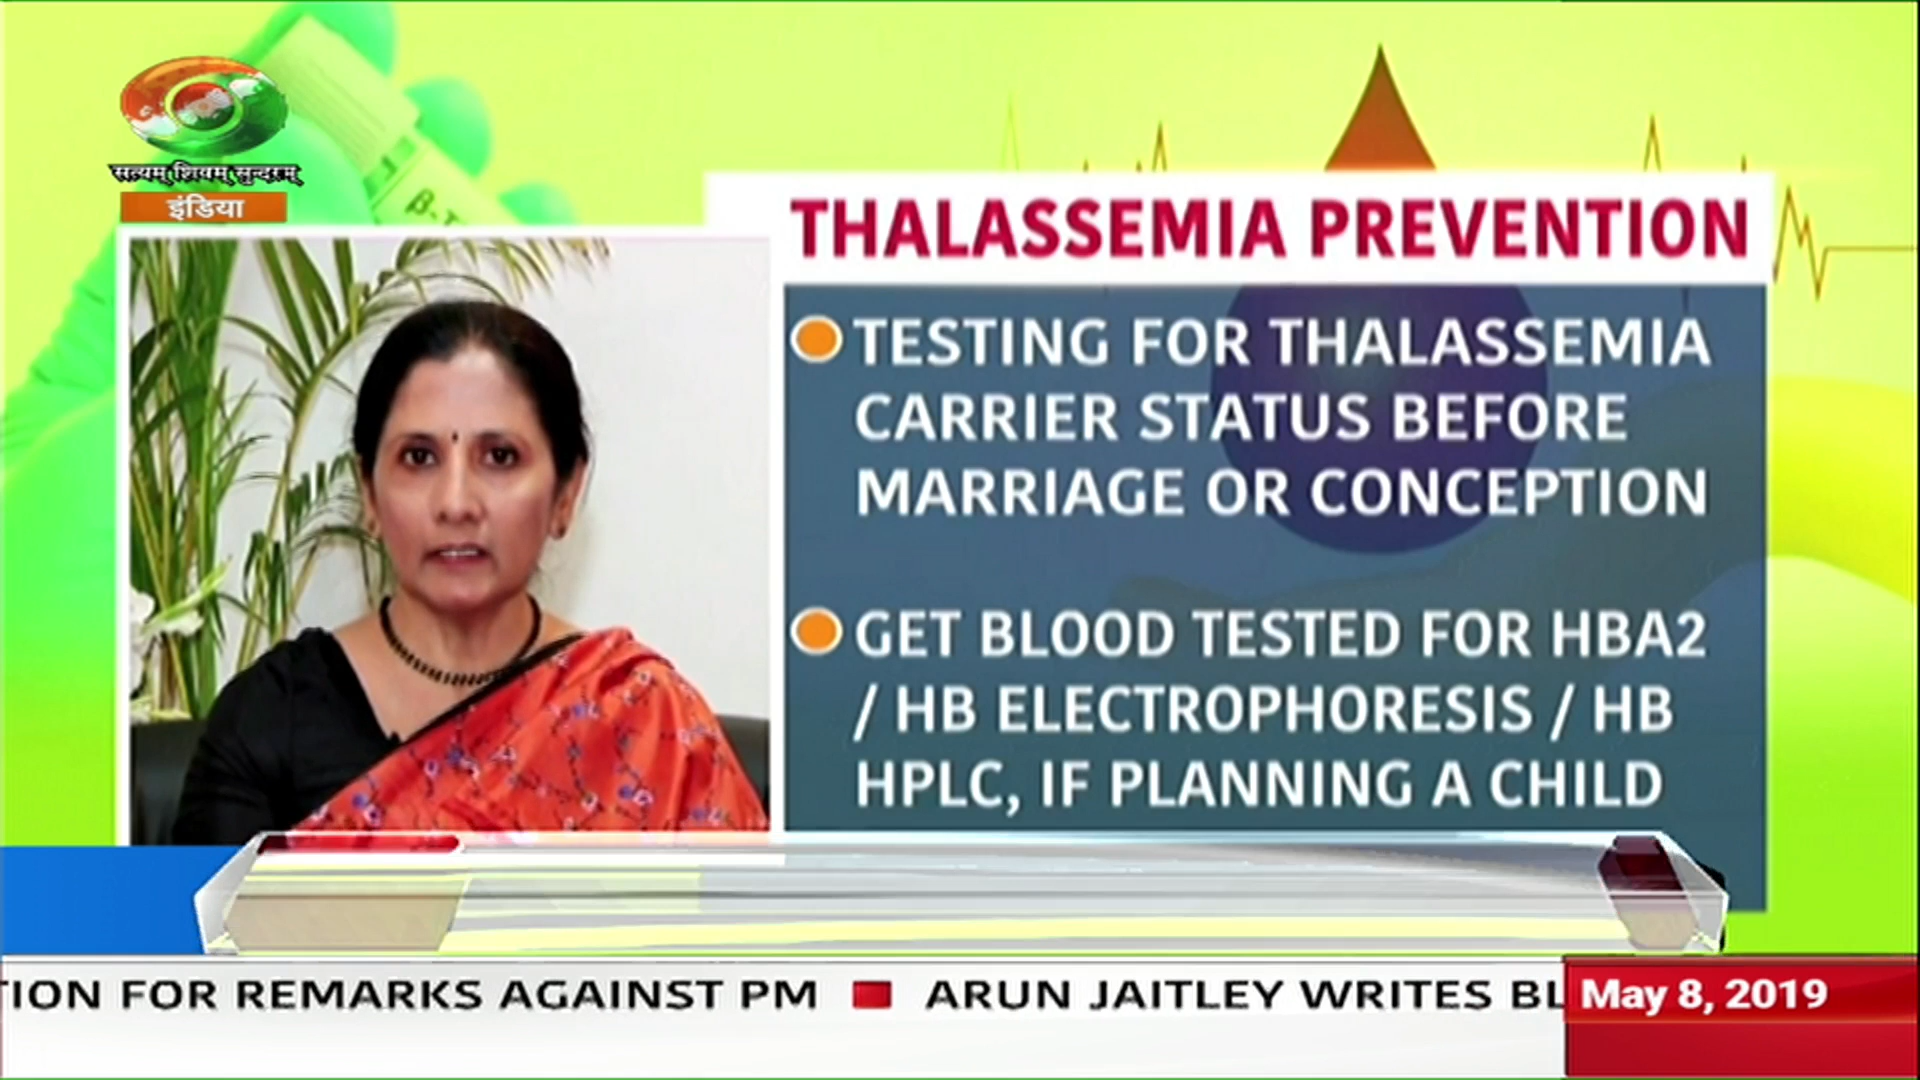 सत्यम् शिवम् सुन्दरम्
इंडिया
β-T
THALASSEMIA PREVENTION
TESTING FOR THALASSEMIA
CARRIER STATUS BEFORE
MARRIAGE OR CONCEPTION
GET BLOOD TESTED FOR HBA2
/ HB ELECTROPHORESIS / HB
HPLC, IF PLANNING A CHILD
TION FOR REMARKS AGAINST PM ARUN JAITLEY WRITES BL
May 8, 2019